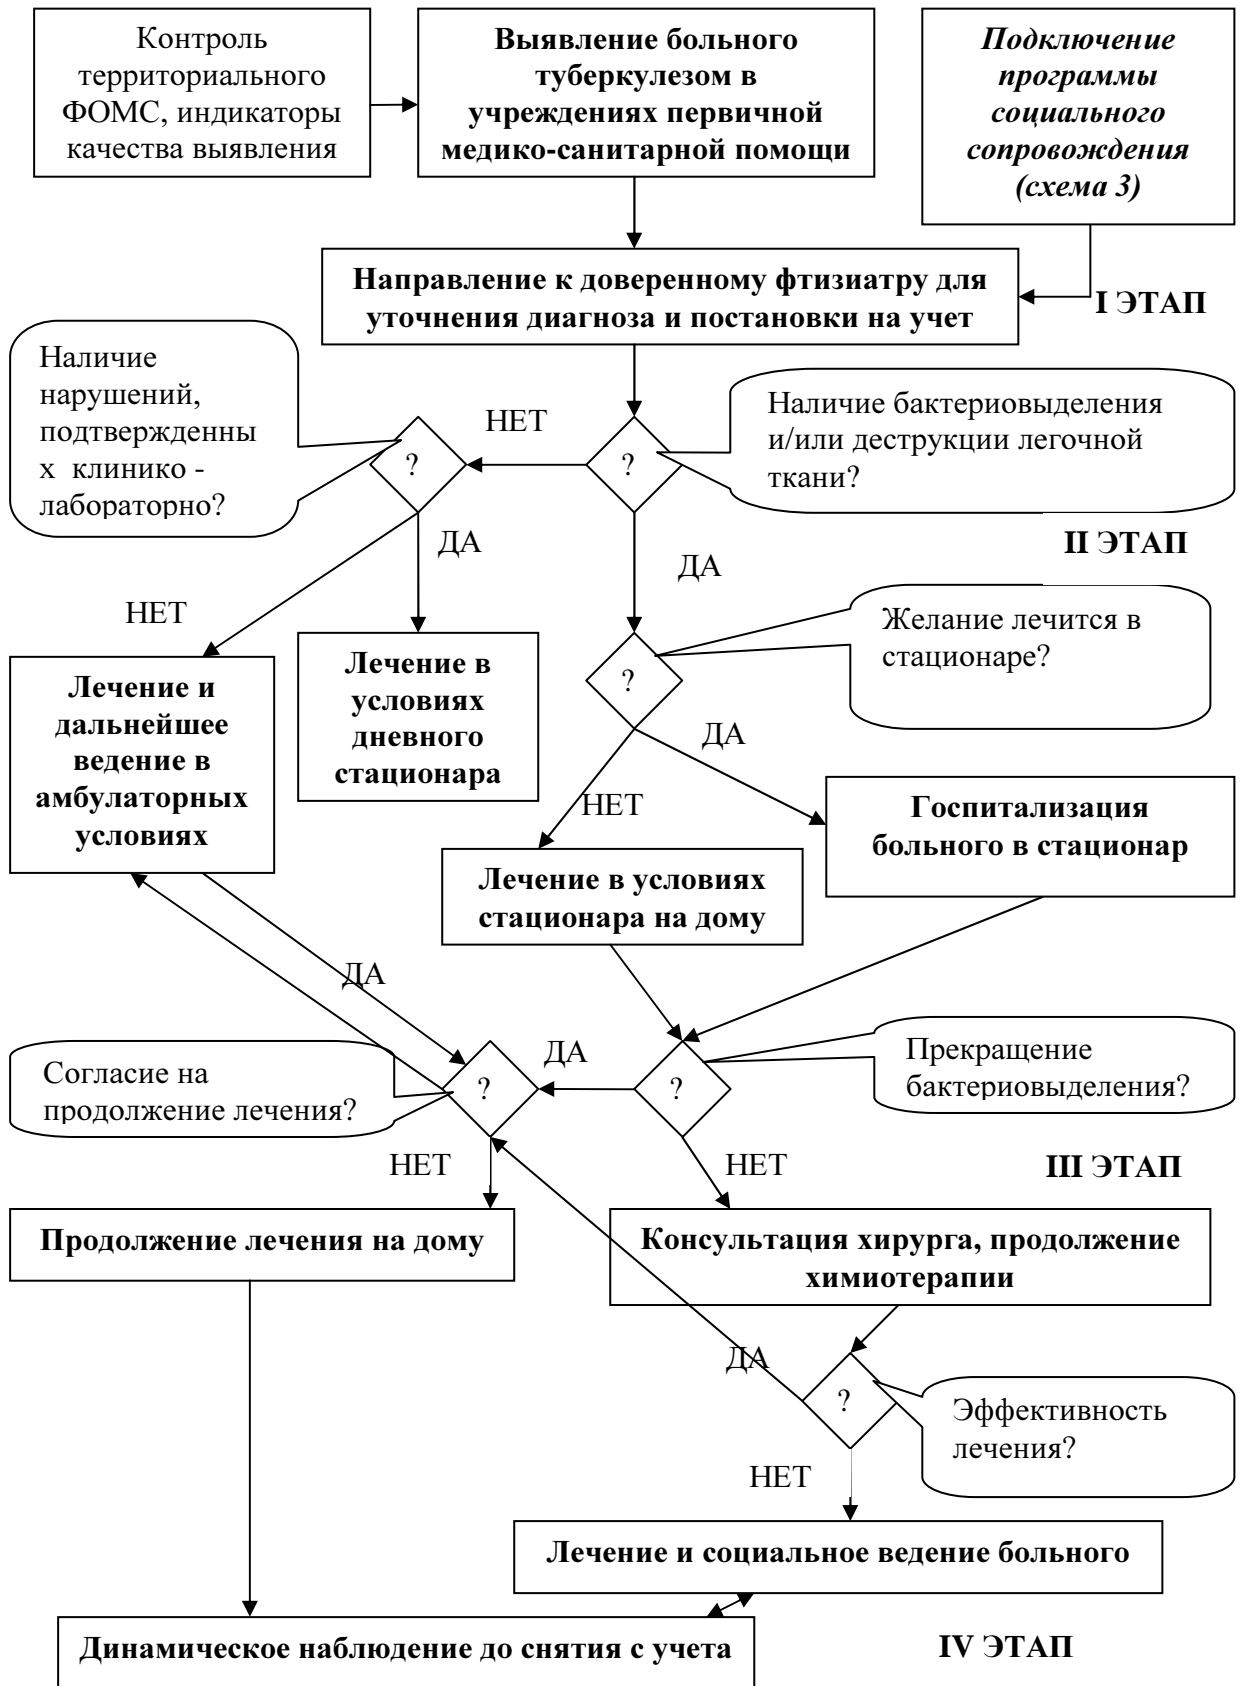 Контроль
территориального
ФОМС, индикаторы
качества выявления
Выявление больного
туберкулезом в
учреждениях первичной
медико-санитарной помощи
Подключение
программы
социального
сопровождения
(схема 3)
Направление к доверенному фтизиатру для
уточнения диагноза и постановки на учет
I ЭТАП
Наличие
нарушений,
подтвержденны
х клинико -
лабораторно?
?
НЕТ
?
Наличие бактериовыделения
и/или деструкции легочной
ткани?
II ЭТАП
ДА
ДА
НЕТ
?
Желание лечится в
стационаре?
Лечение и
дальнейшее
ведение в
амбулаторных
условиях
Лечение в
условиях
дневного
стационара
ДА
НЕТ
Госпитализация
больного в стационар
Лечение в условиях
стационара на дому
ДА
Согласие на
продолжение лечения?
?
ДА
?
Прекращение
бактериовыделения?
НЕТ
НЕТ
III ЭТАП
Продолжение лечения на дому
Консультация хирурга, продолжение
химиотерапии
ДА
?
Эффективность
лечения?
НЕТ
Лечение и социальное ведение больного
Динамическое наблюдение до снятия с учета
IV ЭТАП